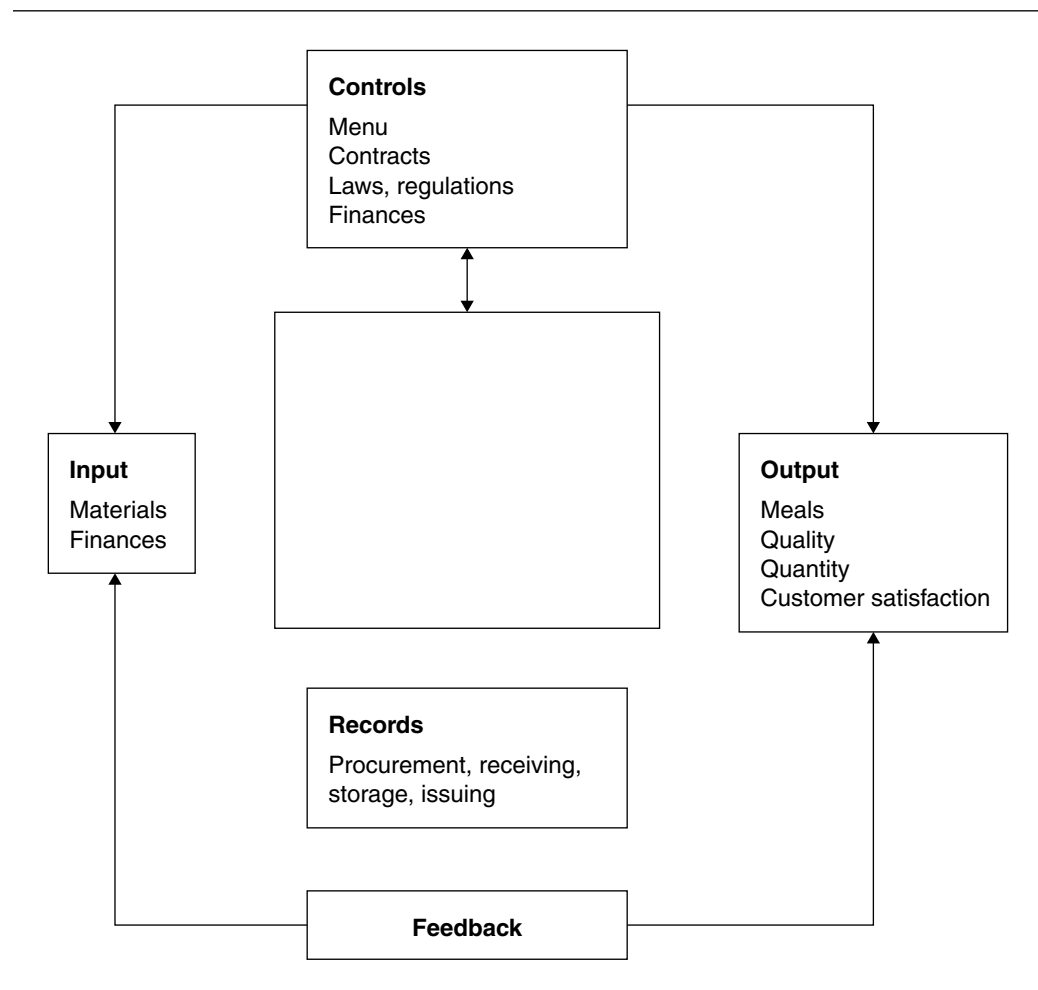 Controls
Menu
Contracts
Laws, regulations
Finances
Input
Materials
Finances
Output
Meals
Quality
Quantity
Customer satisfaction
Records
Procurement, receiving,
storage, issuing
Feedback